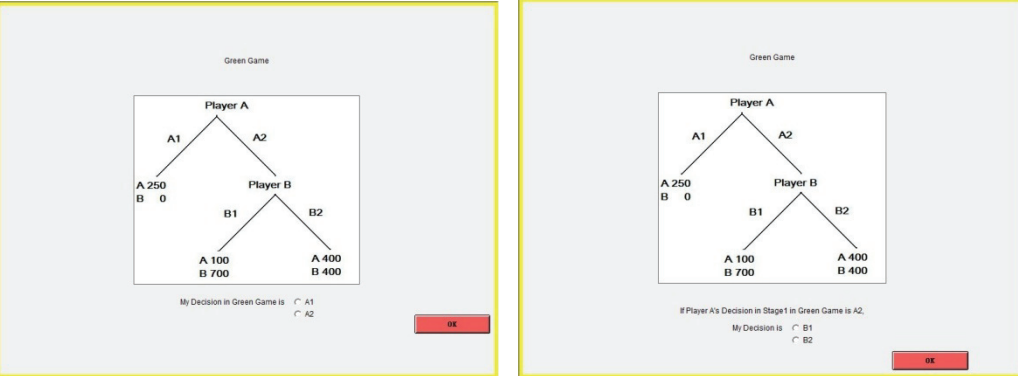 Green Game
Player A
A1 A2
A 250
B 0
Player B
B1 B2
A 100 A 400
B 700 B 400
My Decision in Green Game is A1
A2
OK
Green Game
Player A
A1 A2
A 250
B 0
Player B
B1 B2
A 100 A 400
B 700 B 400
If Player A's Decision in Stage1 in Green Game is A2,
My Decision is B1
B2
OK